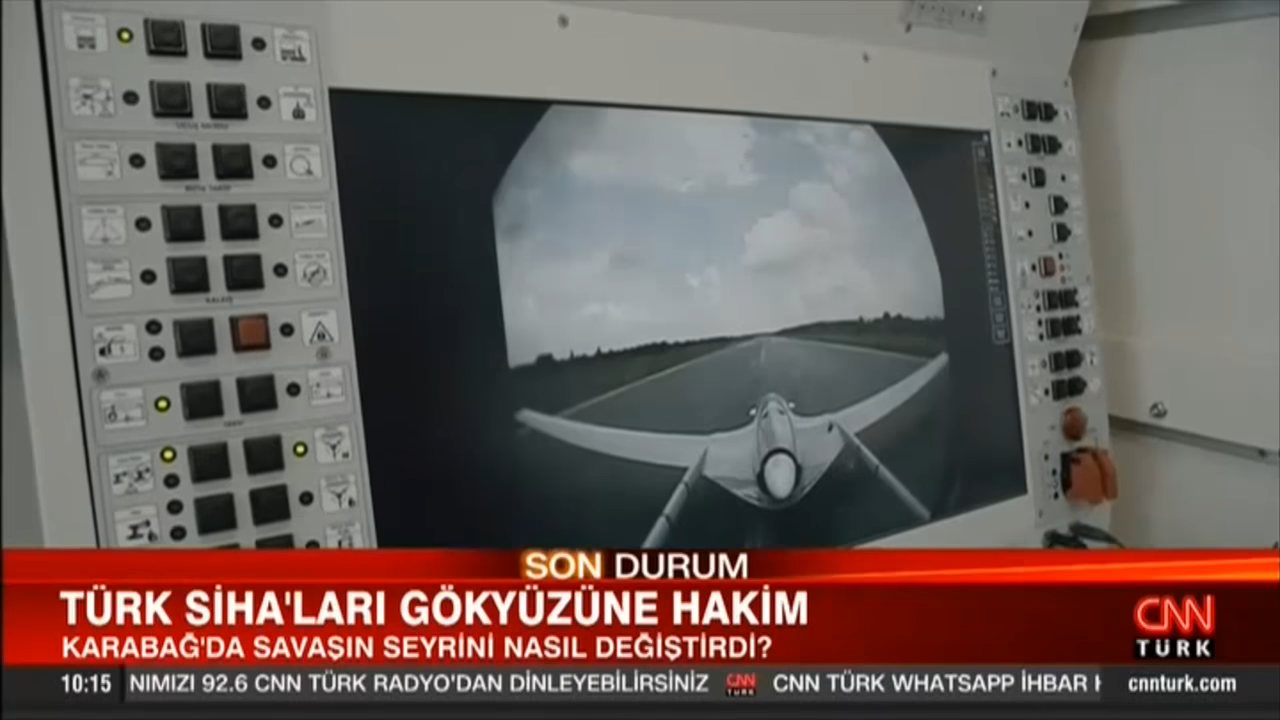 SON DURUM
TÜRK SİHA'LARI GÖKYÜZÜNE HAKİM
KARABAĞ'DA SAVAŞIN SEYRİNİ NASIL DEĞİŞTİRDİ?
CNN
TÜRK
10:15 NIMIZI 92.6 CNN TÜRK RADYO'DAN DİNLEYEBİLİRSİNİZ CNN TÜRK CNN TÜRK WHATSAPP İHBAR cnnturk.com